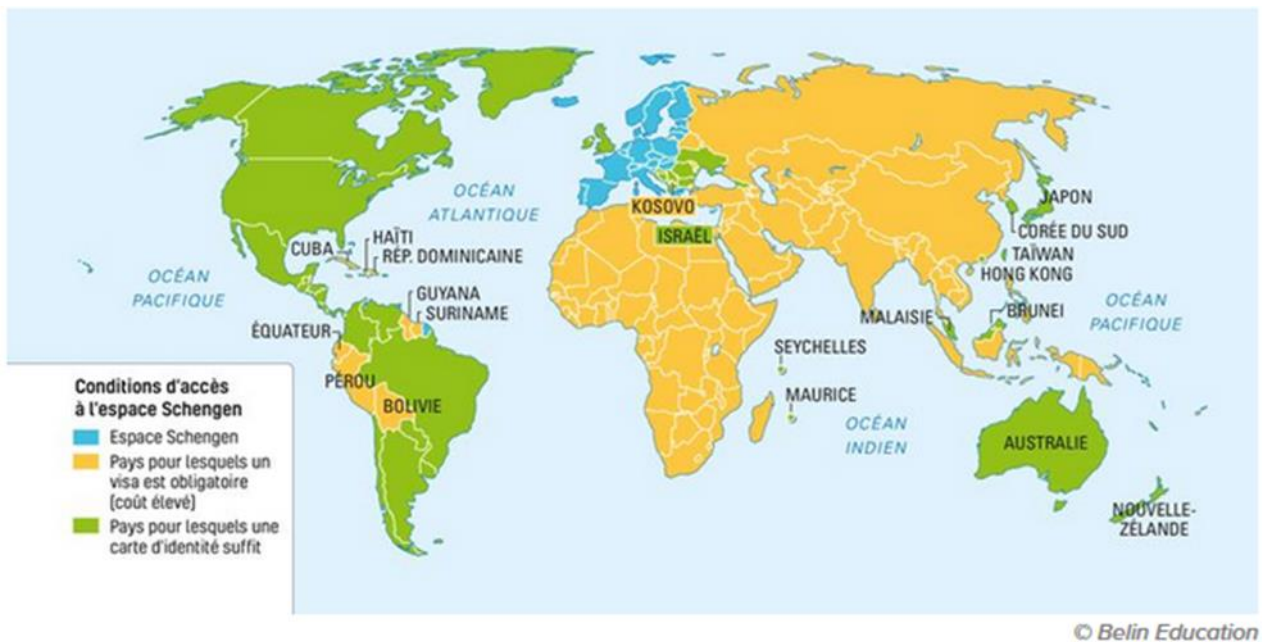 OCÉAN
ATLANTIQUE
KOSOVO
ISRAËL
JAPON
CORÉE DU SUD
TAÏWAN
HONG KONG
CUBA
HAÏTI
RÉP. DOMINICAINE
OCÉAN
PACIFIQUE
GUYANA
SURINAME
ÉQUATEUR
PÉROU
BOLIVIE
MALAISIE
BRUNEI
OCÉAN
PACIFIQUE
SEYCHELLES
MAURICE
OCÉAN
INDIEN
AUSTRALIE
NOUVELLE-
ZÉLANDE
Conditions d'accès
à l'espace Schengen
Espace Schengen
Pays pour lesquels un
visa est obligatoire
(coût élevé)
Pays pour lesquels une
carte d'identité suffit
© Belin Education